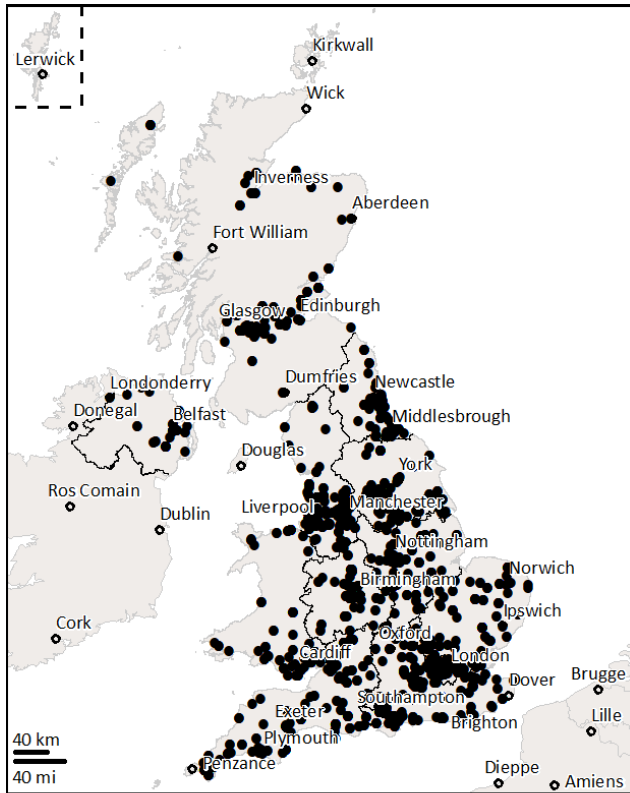 Kirkwall
Lerwick
Wick
Inverness
Aberdeen
Fort William
Glasgow
Edinburgh
Londonderry
Dumfries
Newcastle
Donegal
Belfast
Middlesbrough
Douglas
York
Ros Comain
Liverpool
Manchester
Dublin
Nottingham
Birmingham
Norwich
Ipswich
Cork
Oxford
Cardiff
London
Dover
Brugge
Southampton
Exeter
Brighton
Lille
Plymouth
40 km
40 mi
Penzance
Dieppe
Amiens